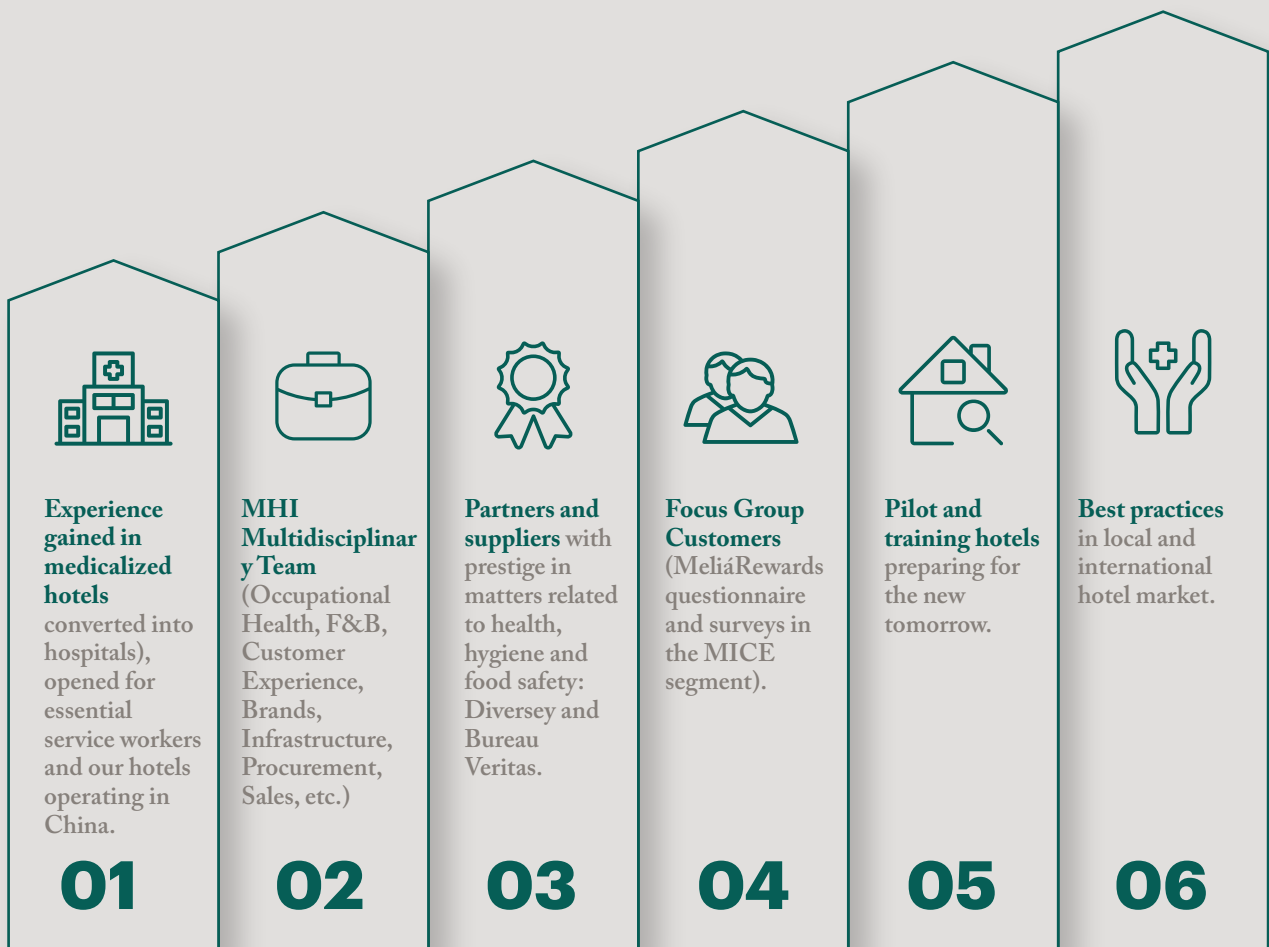 Experience
gained in
medicalized
hotels
converted into
hospitals),
opened for
essential
service workers
and our hotels
operating in
China.
01
MHI
Multidisciplinar
y Team
(Occupational
Health, F&B,
Customer
Experience,
Brands,
Infrastructure,
Procurement,
Sales, etc.)
02
Partners and
suppliers with
prestige in
matters related
to health,
hygiene and
food safety:
Diversey and
Bureau
Veritas.
03
Focus Group
Customers
(MeliáRewards
questionnaire
and surveys in
the MICE
segment).
04
Pilot and
training hotels
preparing for
the new
tomorrow.
05
Best practices
in local and
international
hotel market.
06